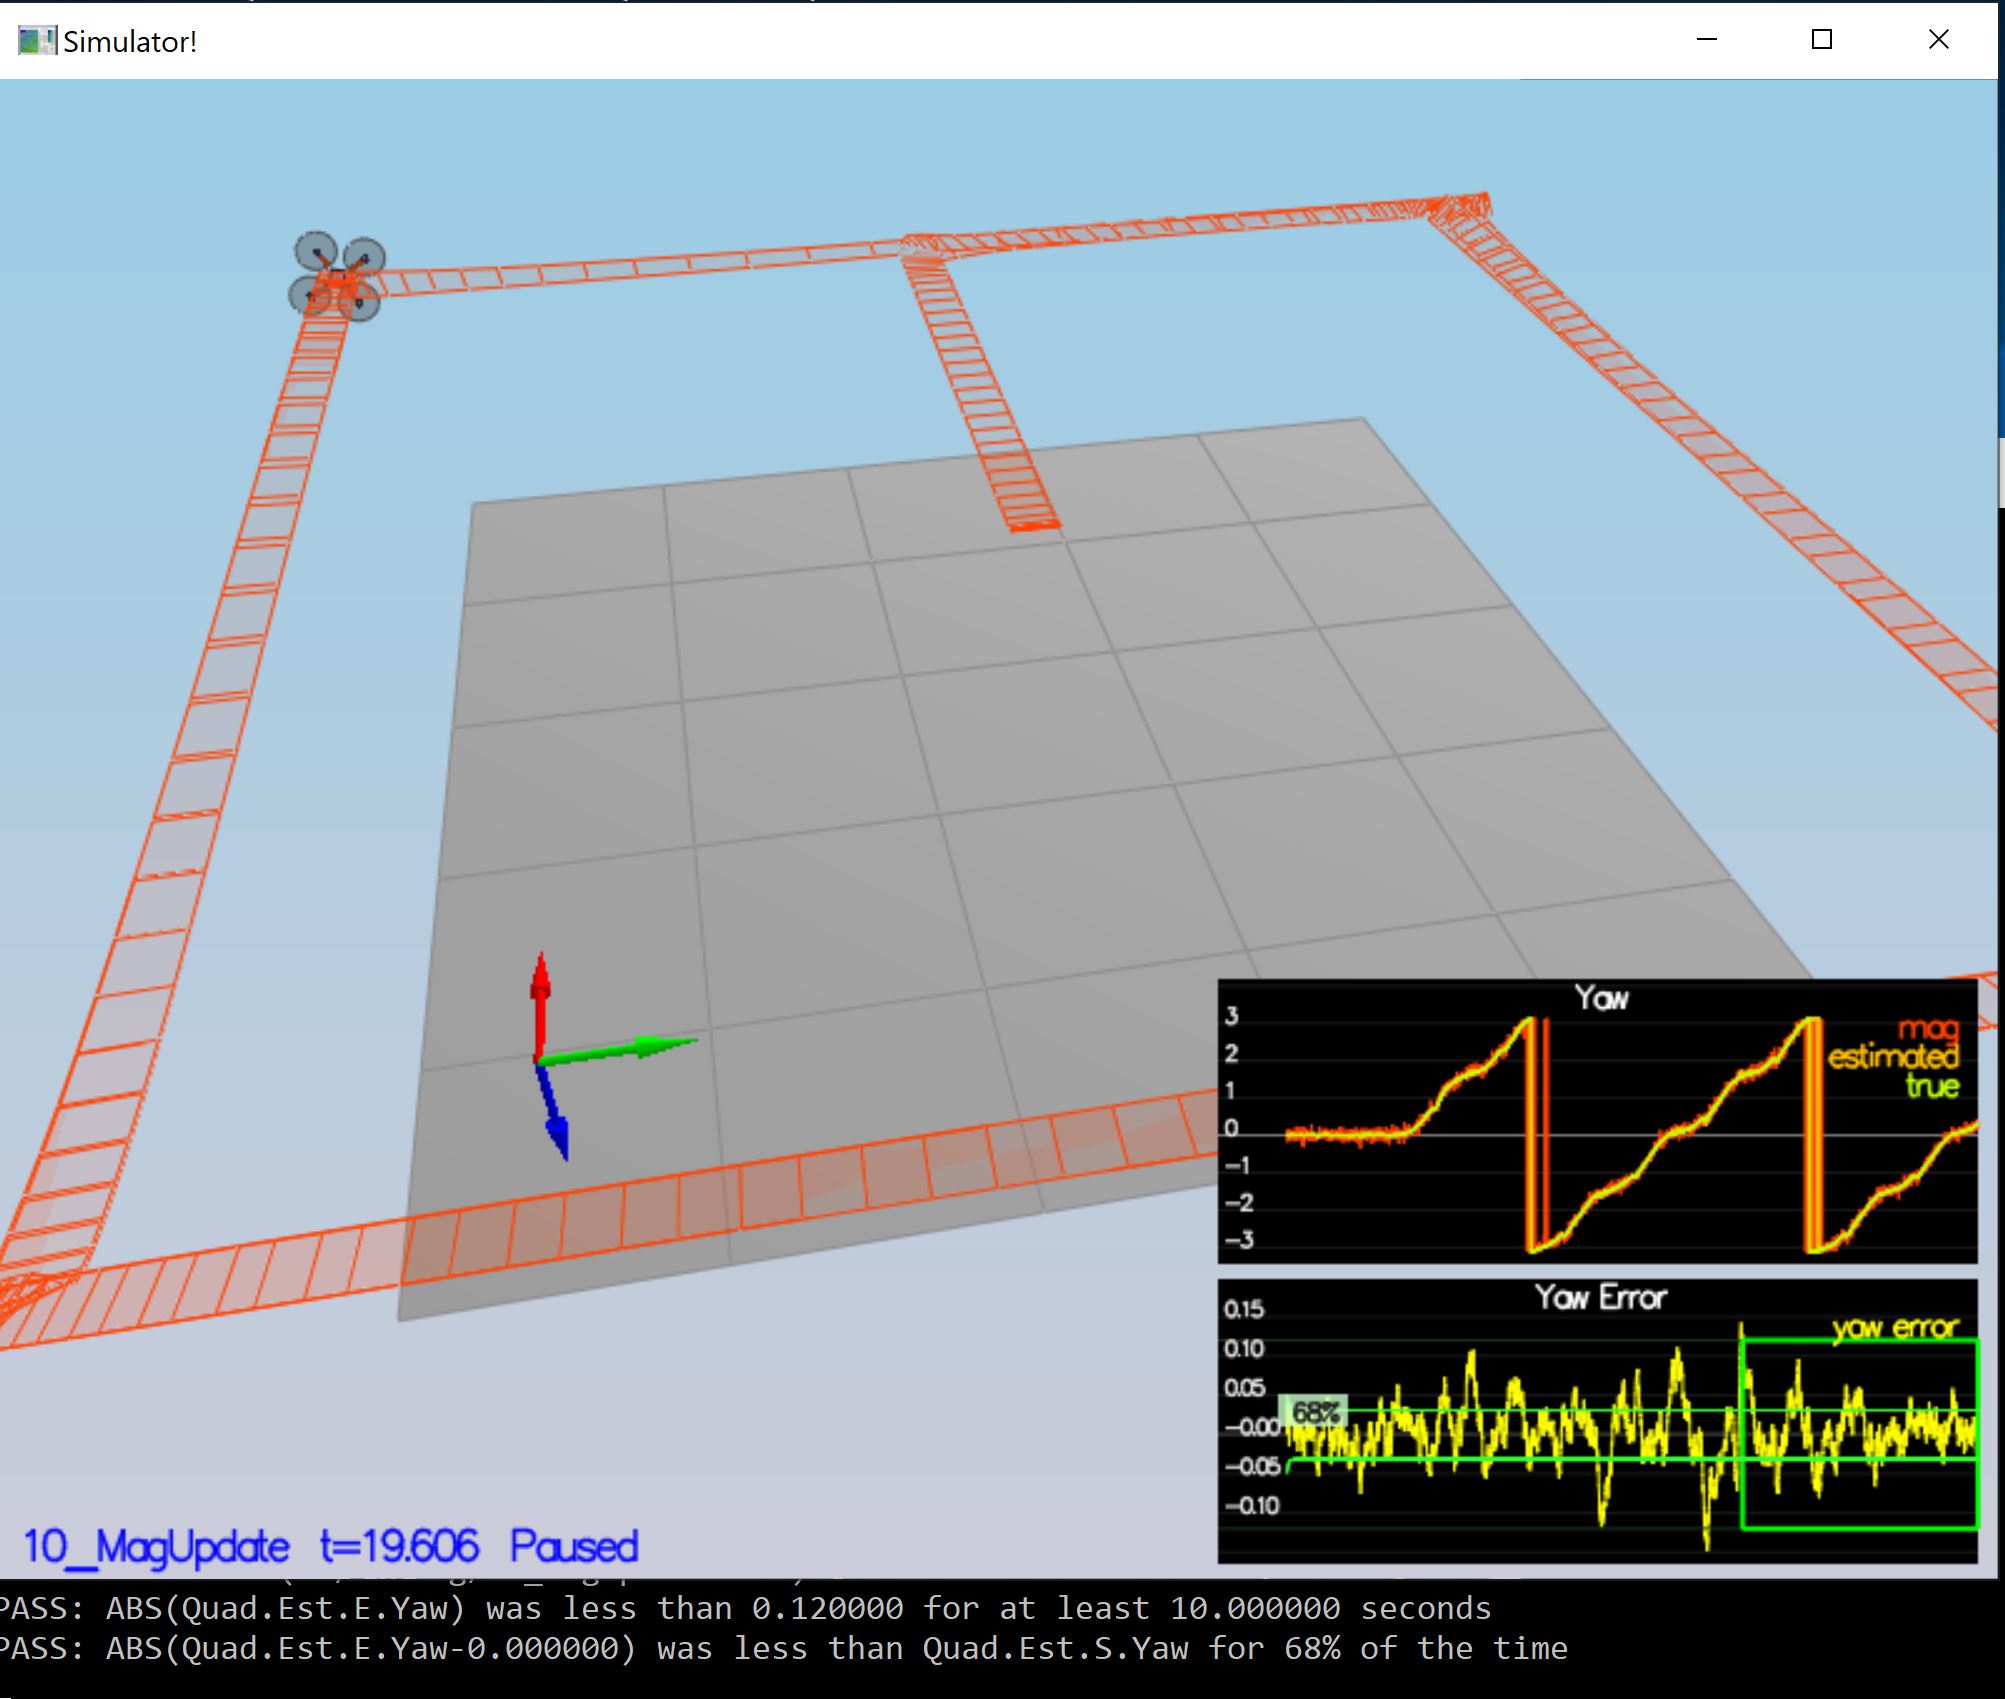 Simulator!
Yaw
3
2
1
0
-1
-2
-3
mag
estimated
true
Yaw Error
0.15
0.10
0.05
-0.00
-0.05
-0.10
yaw error
68%
10_MagUpdate t=19.606 Paused
PASS: ABS(Quad.Est.E.Yaw) was less than 0.120000 for at least 10.000000 seconds
PASS: ABS(Quad.Est.E.Yaw-0.000000) was less than Quad.Est.S.Yaw for 68% of the time